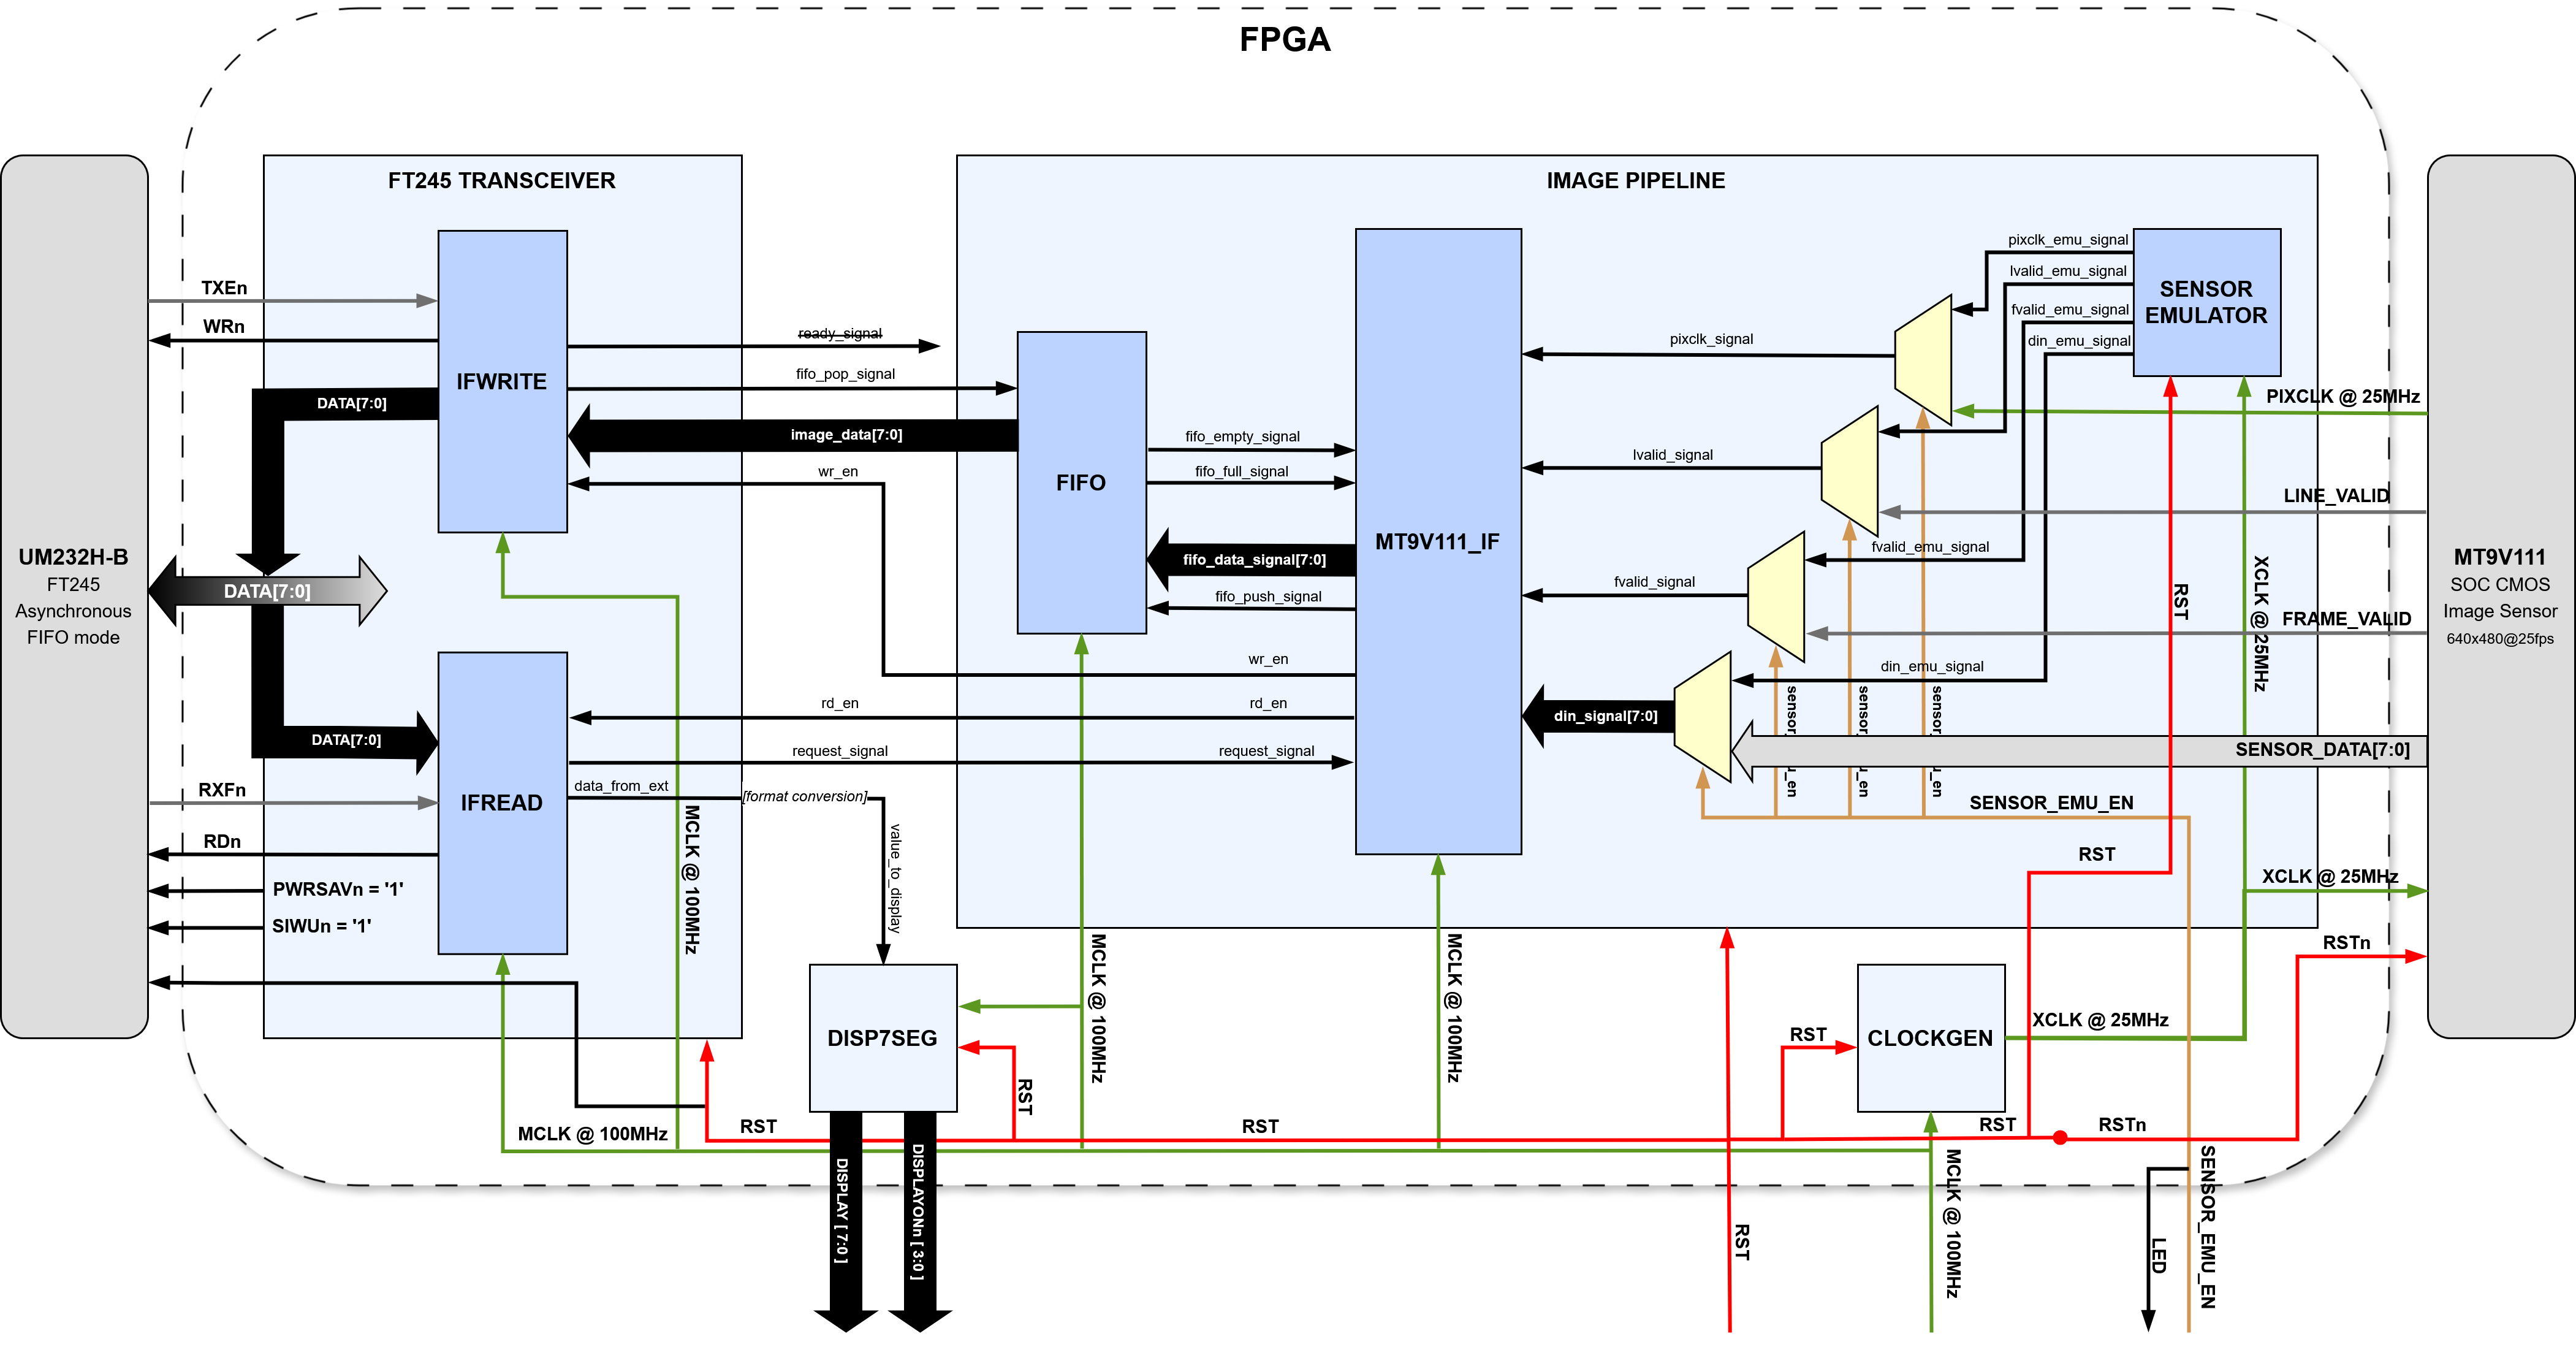 FPGA
FT245 TRANSCEIVER
IMAGE PIPELINE
UM232H-B
FT245
Asynchronous
FIFO mode
TXEn
WRn
DATA[7:0]
DATA[7:0]
DATA[7:0]
RXFn
RDn
PWRSAVn = '1'
SIWUn = '1'
IFWRITE
IFREAD
ready_signal
fifo_pop_signal
image_data[7:0]
wr_en
rd_en
request_signal
data_from_ext
[format conversion]
value_to_display
MCLK @ 100MHz
MCLK @ 100MHz
FIFO
fifo_empty_signal
fifo_full_signal
fifo_data_signal[7:0]
fifo_push_signal
wr_en
rd_en
request_signal
MT9V111_IF
pixclk_signal
lvalid_signal
fvalid_signal
din_signal[7:0]
pixclk_emu_signal
lvalid_emu_signal
fvalid_emu_signal
din_emu_signal
SENSOR
EMULATOR
fvalid_emu_signal
din_emu_signal
PIXCLK @ 25MHz
LINE_VALID
FRAME_VALID
SENSOR_DATA[7:0]
SENSOR_EMU_EN
RST
XCLK @ 25MHz
RST
XCLK @ 25MHz
RSTn
MT9V111
SOC CMOS
Image Sensor
640x480@25fps
DISP7SEG
RST
MCLK @ 100MHz
MCLK @ 100MHz
RST
CLOCKGEN
XCLK @ 25MHz
RST
RST
RST
RSTn
DISPLAY [ 7:0 ]
DISPLAYONn [ 3:0 ]
RST
MCLK @ 100MHz
LED
SENSOR_EMU_EN